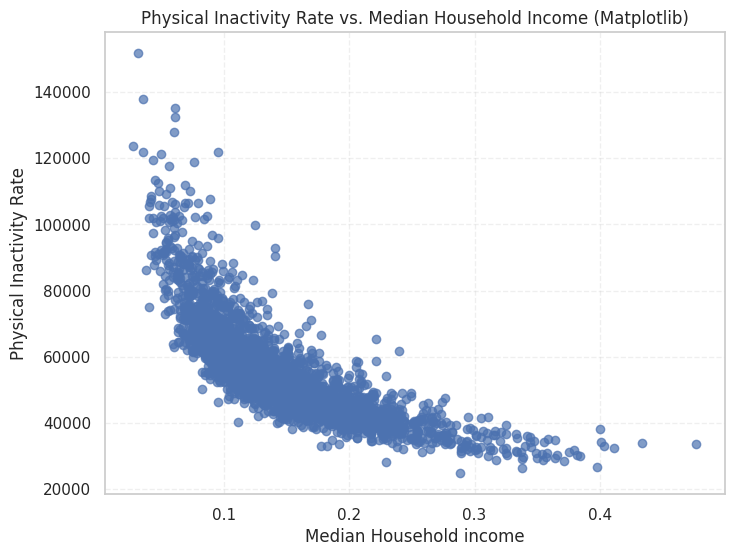 Physical Inactivity Rate vs. Median Household Income (Matplotlib)
Physical Inactivity Rate
140000
120000
100000
80000
60000
40000
20000
0.1 0.2 0.3 0.4
Median Household income